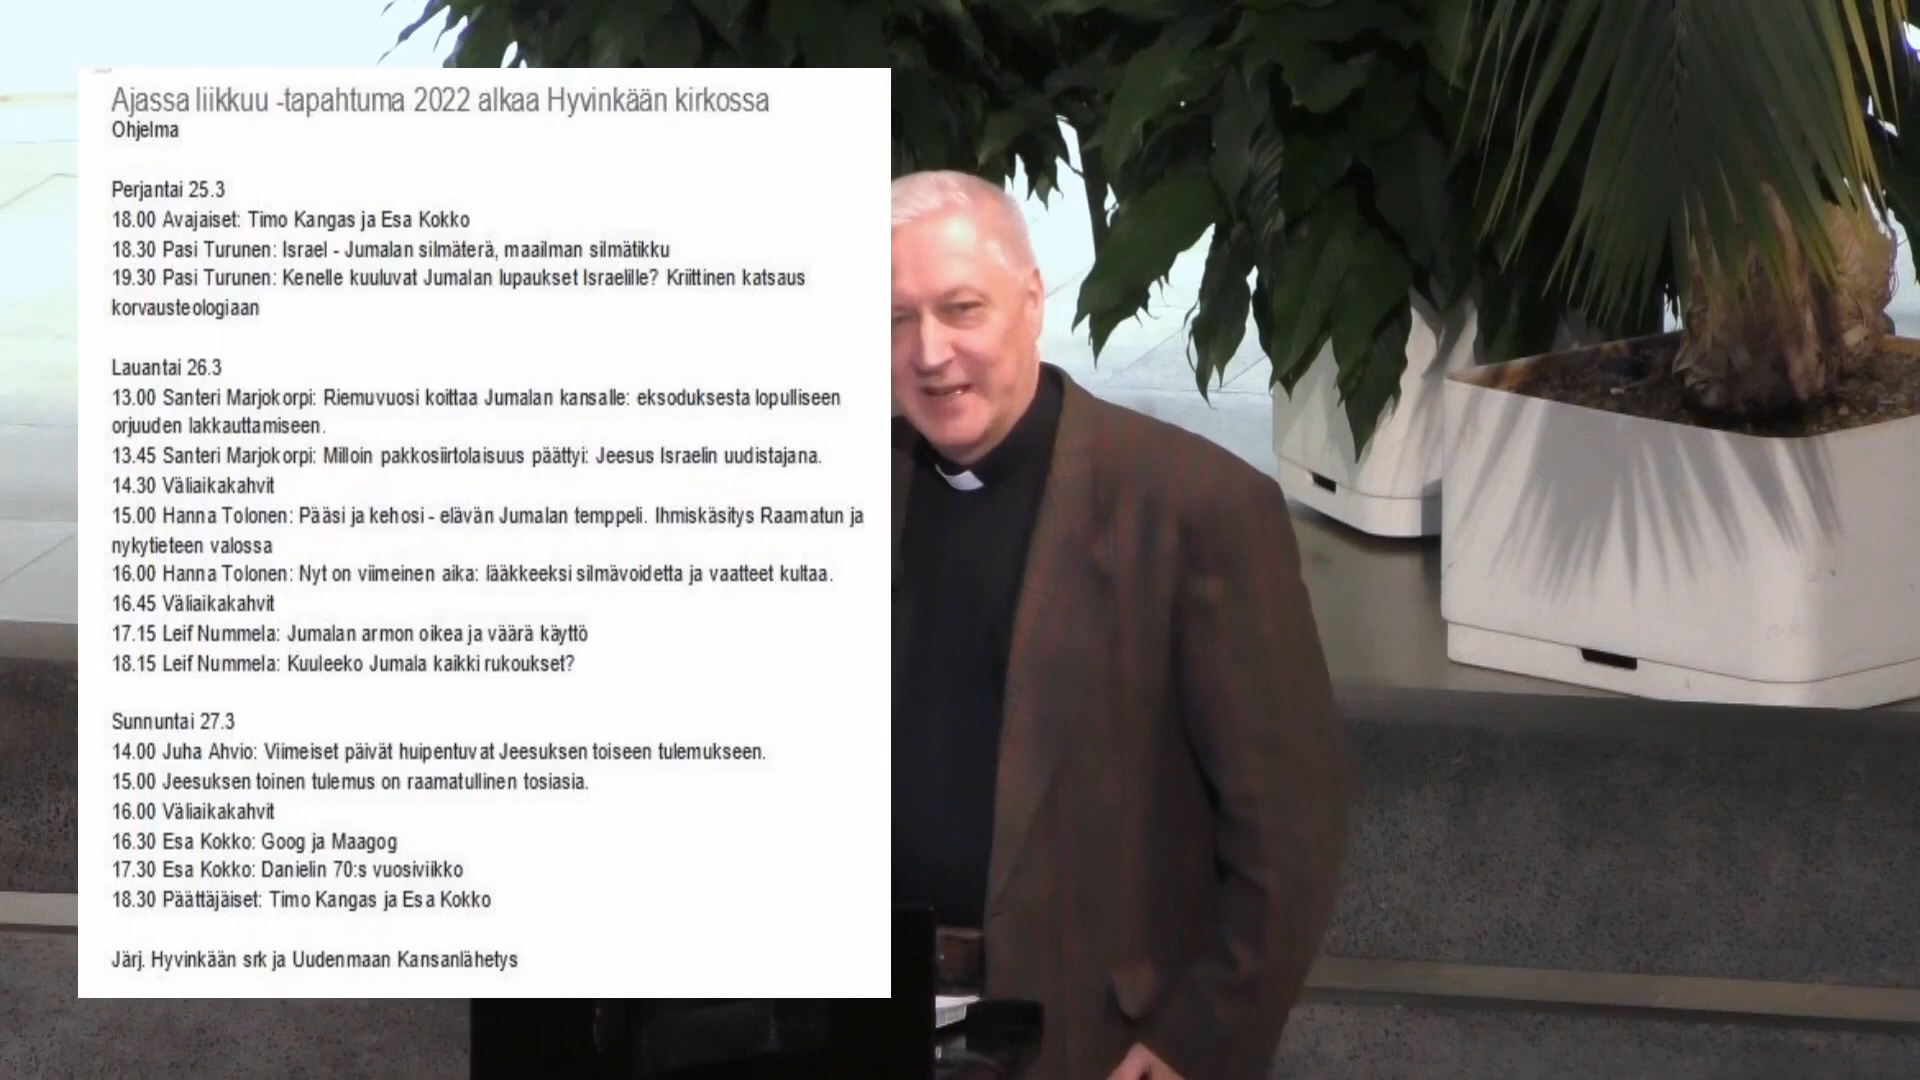 Ajassa liikkuu -tapahtuma 2022 alkaa Hyvinkään kirkossa
Ohjelma
Perjantai 25.3
18.00 Avajaiset: Timo Kangas ja Esa Kokko
18.30 Pasi Turunen: Israel - Jumalan silmäterä, maailman silmätikku
19.30 Pasi Turunen: Kenelle kuuluvat Jumalan lupaukset Israelille? Kriittinen katsaus
korvausteologiaan
Lauantai 26.3
13.00 Santeri Marjokorpi: Riemuvuosi koittaa Jumalan kansalle: eksoduksesta lopulliseen
orjuuden lakkauttamiseen.
13.45 Santeri Marjokorpi: Milloin pakkosiirtolaisuus päättyi: Jeesus Israelin uudistajana.
14.30 Väliaikakahvit
15.00 Hanna Tolonen: Pääsi ja kehosi - elävän Jumalan temppeli. Ihmiskäsitys Raamatun ja
nykytieteen valossa
16.00 Hanna Tolonen: Nyt on viimeinen aika: lääkkeeksi silmävoidetta ja vaatteet kultaa.
16.45 Väliaikakahvit
17.15 Leif Nummela: Jumalan armon oikea ja väärä käyttö
18.15 Leif Nummela: Kuuleeko Jumala kaikki rukoukset?
Sunnuntai 27.3
14.00 Juha Ahvio: Viimeiset päivät huipentuvat Jeesuksen toiseen tulemukseen.
15.00 Jeesuksen toinen tulemus on raamatullinen tosiasia.
16.00 Väliaikakahvit
16.30 Esa Kokko: Goog ja Maagog
17.30 Esa Kokko: Danielin 70:s vuosiviikko
18.30 Päättäjäiset: Timo Kangas ja Esa Kokko
Järj. Hyvinkään srk ja Uudenmaan Kansanlähetys